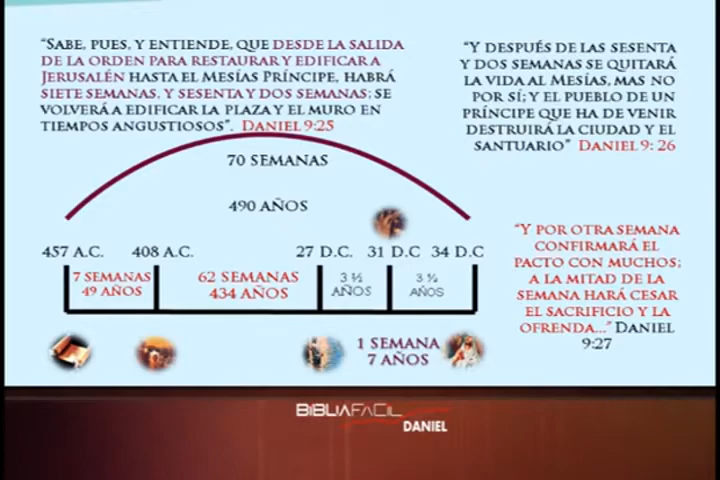 “SABE, PUES, Y ENTIENDE, QUE DESDE LA SALIDA
DE LA ORDEN PARA RESTAURAR Y EDIFICAR A
JERUSALÉN HASTA EL MESÍAS PRÍNCIPE, HABRÁ
SIETE SEMANAS, Y SESENTA Y DOS SEMANAS; SE
VOLVERÁ A EDIFICAR LA PLAZA Y EL MURO EN
TIEMPOS ANGUSTIOSOS”. DANIEL 9:25
“Y DESPUÉS DE LAS SESENTA
Y DOS SEMANAS SE QUITARÁ
LA VIDA AL MESÍAS, MAS NO
POR SÍ; Y EL PUEBLO DE UN
PRÍNCIPE QUE HA DE VENIR
DESTRUIRÁ LA CIUDAD Y EL
SANTUARIO” DANIEL 9: 26
70 SEMANAS
490 AÑOS
457 A.C.
408 A.C.
27 D.C.
31 D.C
34 D.C
7 SEMANAS
49 AÑOS
62 SEMANAS
434 AÑOS
3 ½
AÑOS
3 ½
AÑOS
1 SEMANA
7 AÑOS
“Y POR OTRA SEMANA
CONFIRMARÁ EL
PACTO CON MUCHOS;
A LA MITAD DE LA
SEMANA HARÁ CESAR
EL SACRIFICIO Y LA
OFRENDA...” DANIEL
9:27
BIBLIAFACIL
DANIEL